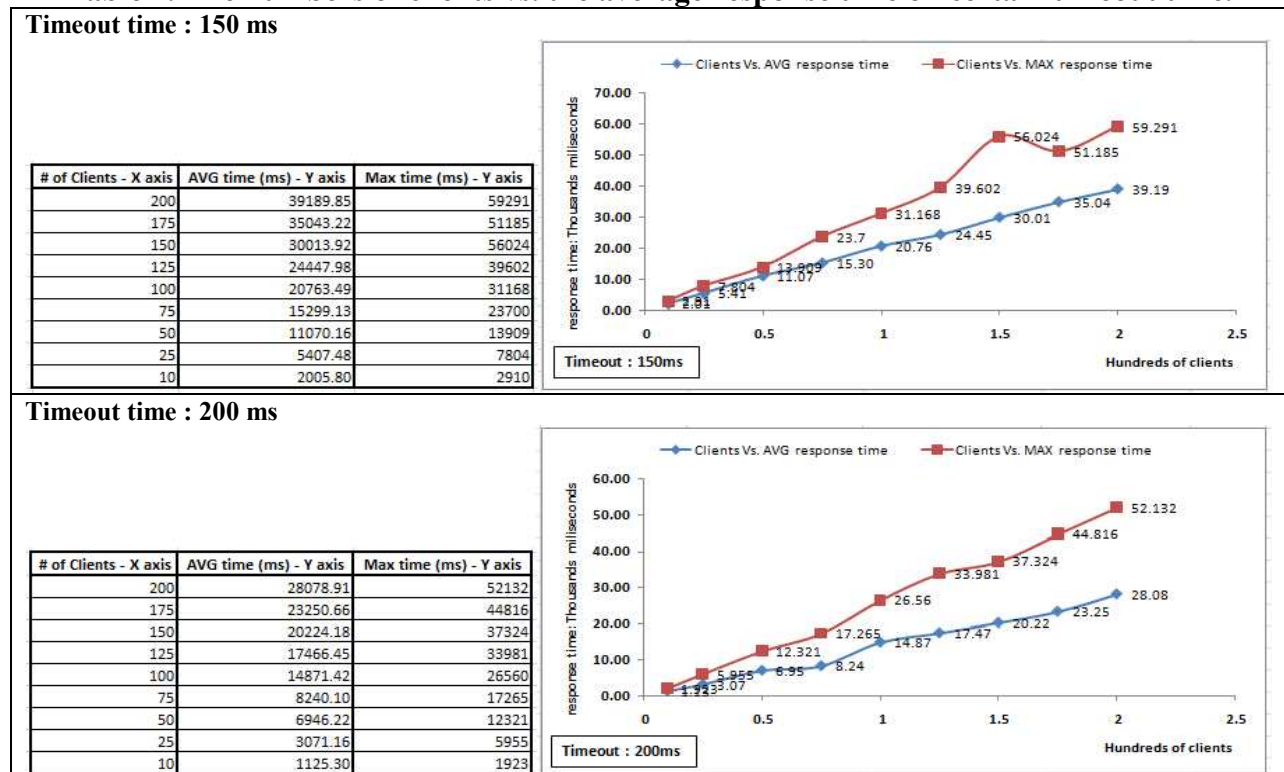 Timeout time : 150 ms
# of Clients - X axis AVG time (ms) - Y axis Max time (ms) - Y axis
200 39189.85 59291
175 35043.22 51185
150 30013.92 56024
125 24447.98 39602
100 20763.49 31168
75 15299.13 23700
50 11070.16 13909
25 5407.48 7804
10 2005.80 2910
Clients Vs. AVG response time Clients Vs. MAX response time
response time: Thousands miliseconds
70.00
60.00
50.00
40.00
30.00
20.00
10.00
0.00
59.291
56.024
51.185
39.602
39.19
35.04
31.168
30.01
24.45
23.7
20.76
15.30
13.909
11.07
7.804
5.41
2.01
0 0.5 1 1.5 2 2.5
Timeout : 150ms
Hundreds of clients
Timeout time : 200 ms
# of Clients - X axis AVG time (ms) - Y axis Max time (ms) - Y axis
200 28078.91 52132
175 23250.66 44816
150 20224.18 37324
125 17466.45 33981
100 14871.42 26560
75 8240.10 17265
50 6946.22 12321
25 3071.16 5955
10 1125.30 1923
Clients Vs. AVG response time Clients Vs. MAX response time
response time: Thousands miliseconds
60.00
50.00
40.00
30.00
20.00
10.00
0.00
52.132
44.816
37.324
33.981
28.08
26.56
23.25
20.22
17.47
17.265
14.87
12.321
8.24
6.95
5.955
3.07
0 0.5 1 1.5 2 2.5
Timeout : 200ms
Hundreds of clients